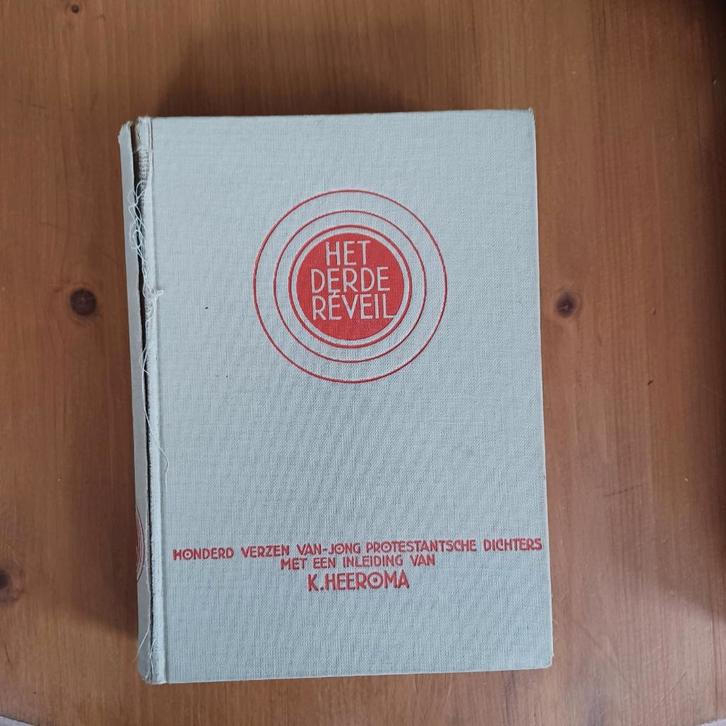 HET
DERDE
RÉVEIL
HONDERD VERZEN VAN-JONG PROTESTANTSCHE DICHTERS
MET EEN INLEIDING VAN
K.HEEROMA